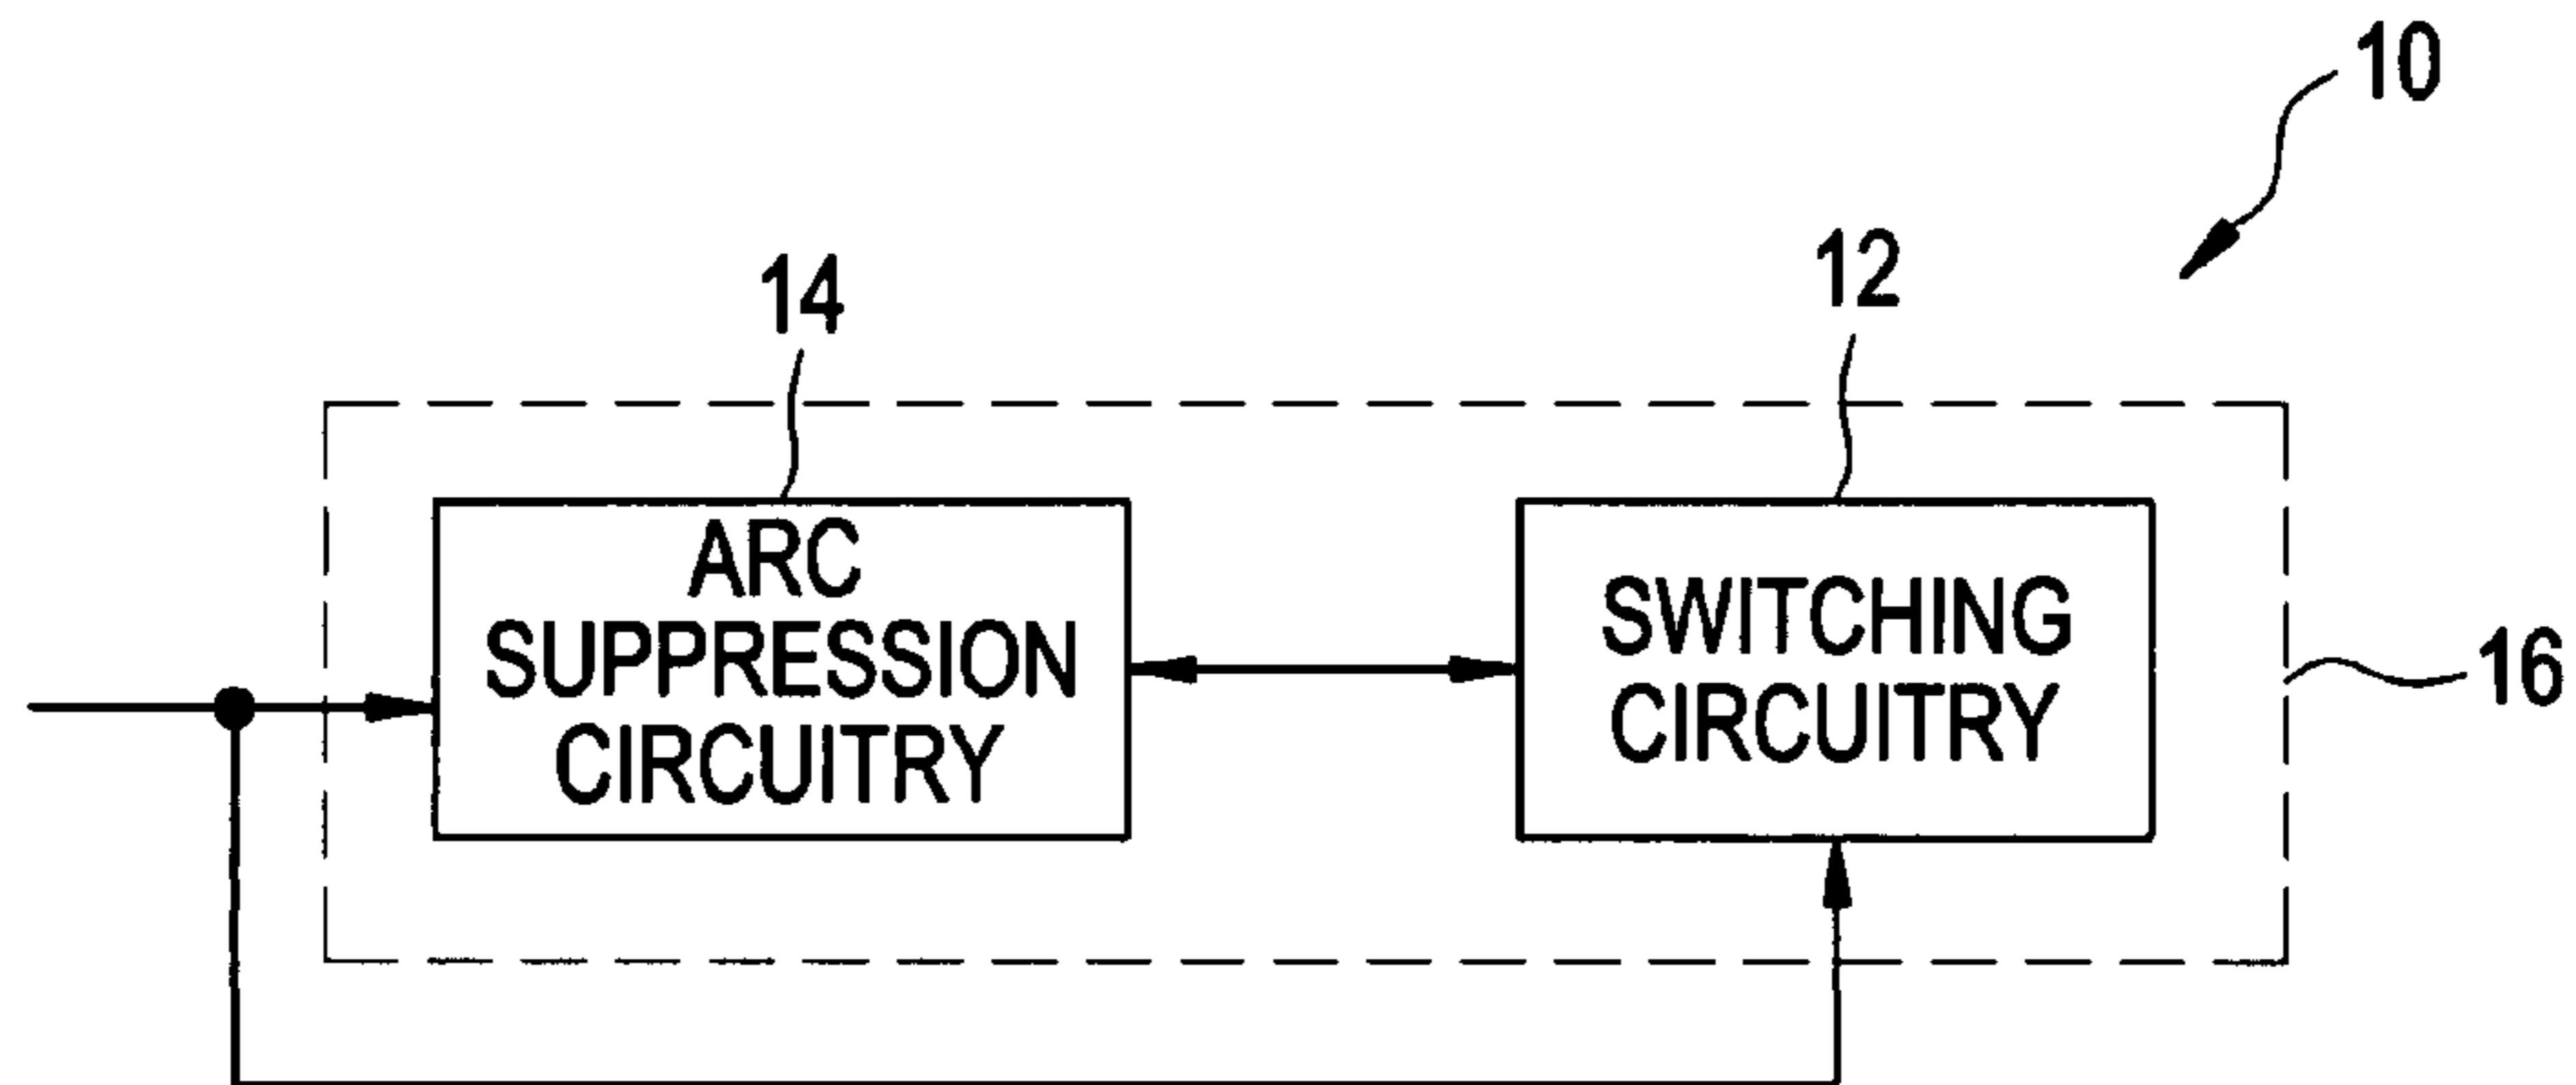 10
14
12
ARC
SUPPRESSION
CIRCUITRY
SWITCHING
CIRCUITRY
16